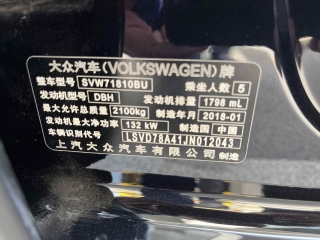 大众汽车(VOLKSWAGEN)牌
整车型号 SVW71810BU 乘坐人数 5
发动机型号 DBH 发动机排量 1798 mL
最大允许总质量 2100kg 制造年月 2018-01
发动机最大净功率 132 kW 制造国 中国
车辆识别代号 LSVD78A41JN012043
上汽大众汽车有限公司 制造